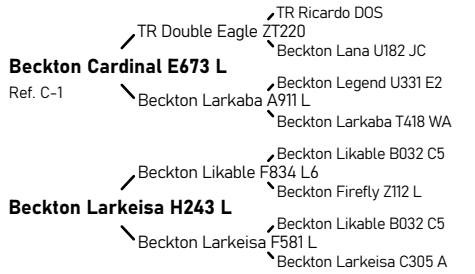 TR Ricardo DOS
TR Double Eagle ZT220
Beckton Lana U182 JC
Beckton Cardinal E673 L
Ref. C-1
Beckton Legend U331 E2
Beckton Larkaba A911 L
Beckton Larkaba T418 WA
Beckton Likable B032 C5
Beckton Likable F834 L6
Beckton Firefly Z112 L
Beckton Larkeisa H243 L
Beckton Likable B032 C5
Beckton Larkeisa F581 L
Beckton Larkeisa C305 A